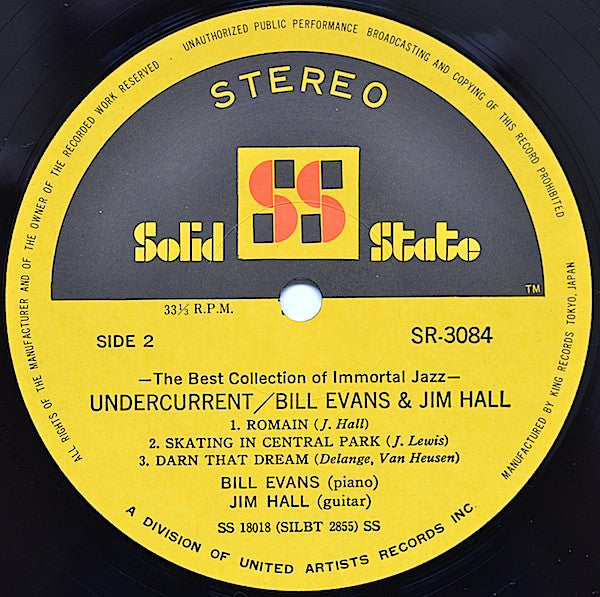 ALL RIGHTS OF THE MANUFACTURER AND OF THE OWNER OF THE RECORDED WORK RESERVED
UNAUTHORIZED PUBLIC PERFORMANCE BROADCASTING AND COPYING OF THIS RECORD PROHIBITED
MANUFACTURED BY KING RECORDS TOKYO, JAPAN
STEREO
SS
Solid State
TM
33⅓ R.P.M.
SIDE 2 SR-3084
—The Best Collection of Immortal Jazz—
UNDERCURRENT/BILL EVANS & JIM HALL
1. ROMAIN (J. Hall)
2. SKATING IN CENTRAL PARK (J. Lewis)
3. DARN THAT DREAM (Delange, Van Heusen)
BILL EVANS (piano)
JIM HALL (guitar)
SS 18018 (SILBT 2855) SS
A DIVISION OF UNITED ARTISTS RECORDS INC.